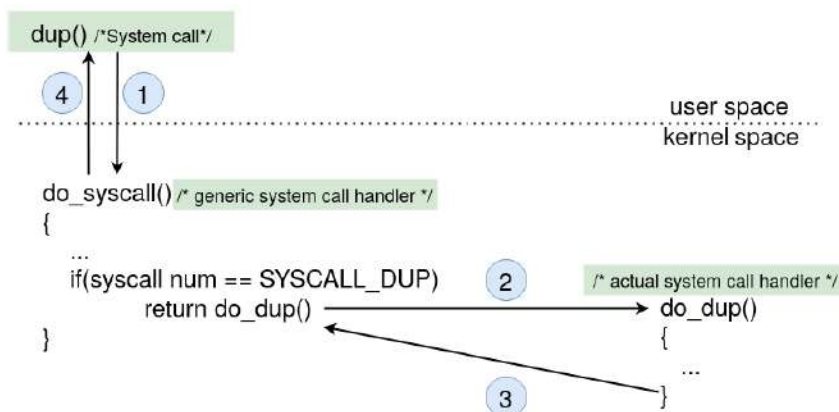 dup() /*System call*/
4
1
user space
kernel space
do_syscall() /* generic system call handler */
{
...
if(syscall num == SYSCALL_DUP)
2
/* actual system call handler */
return do_dup()
do_dup()
}
{
...
3
}